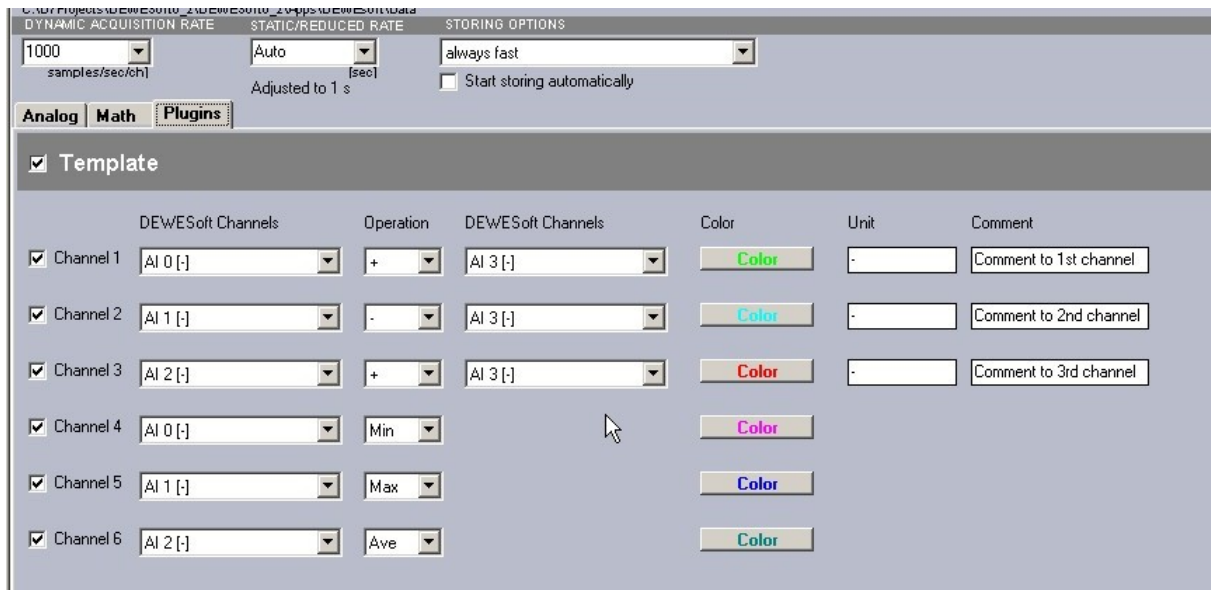 DYNAMIC ACQUISITION RATE STATIC/REDUCED RATE STORING OPTIONS
1000 Auto always fast
samples/sec/ch] [sec] Start storing automatically
Adjusted to 1 s
Analog Math Plugins
Template
DEWESoft Channels Operation DEWESoft Channels Color Unit Comment
Channel 1 AI 0 [-] + AI 3 [-] Color - Comment to 1st channel
Channel 2 AI 1 [-] - AI 3 [-] Color - Comment to 2nd channel
Channel 3 AI 2 [-] + AI 3 [-] Color - Comment to 3rd channel
Channel 4 AI 0 [-] Min Color
Channel 5 AI 1 [-] Max Color
Channel 6 AI 2 [-] Ave Color